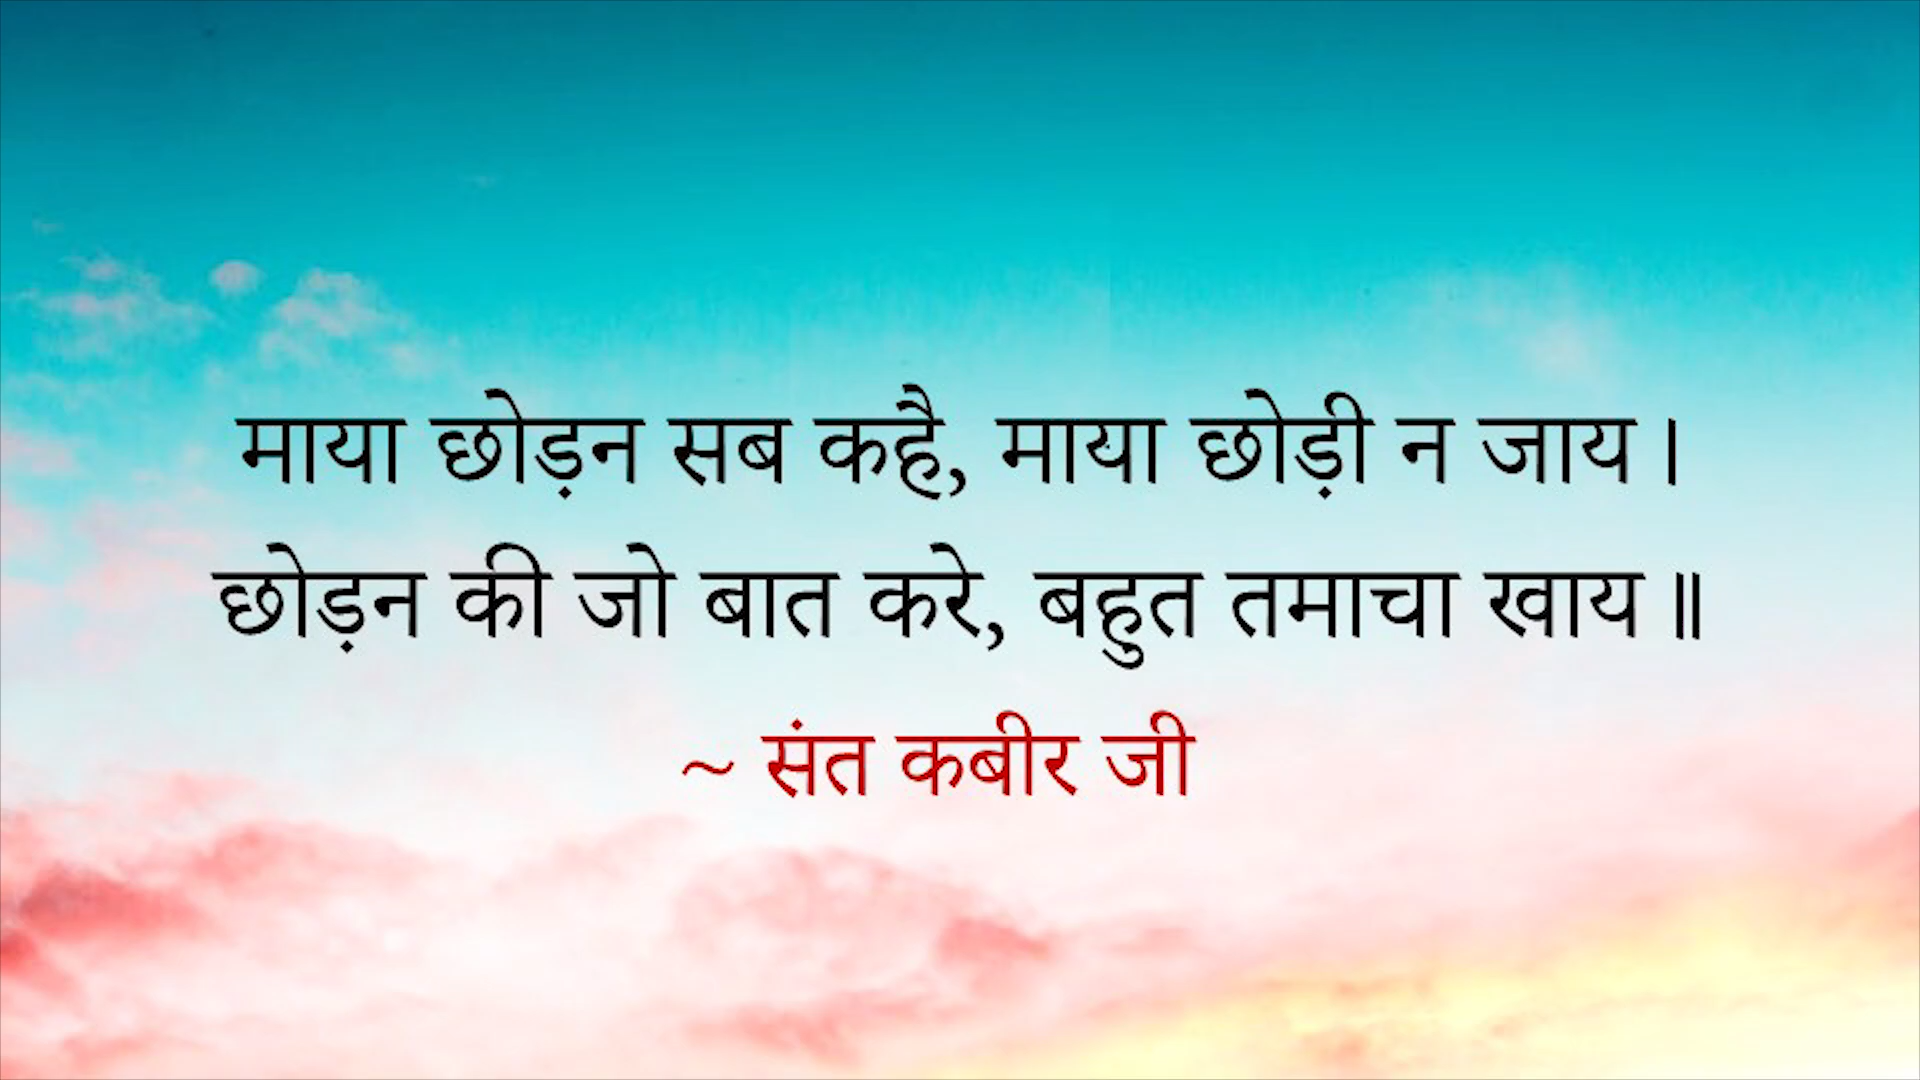 माया छोड़न सब कहै, माया छोड़ी न जाय।
छोड़न की जो बात करे, बहुत तमाचा खाय॥
~ संत कबीर जी